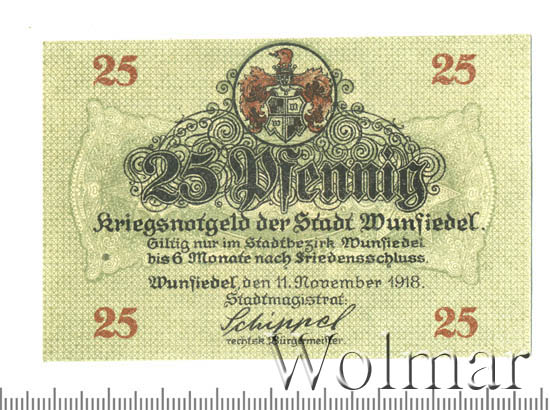 25 25
25 Pfennig
Kriegsnotgeld der Stadt Wunsiedel.
Giltig nur im Stadtbezirk Wunsiedel
bis 6 Monate nach Friedensschluss.
Wunsiedel, den 11. November 1918.
Stadtmagistrat:
Schippel
rechtsk. Bürgermeister.
25 25
Wolmar